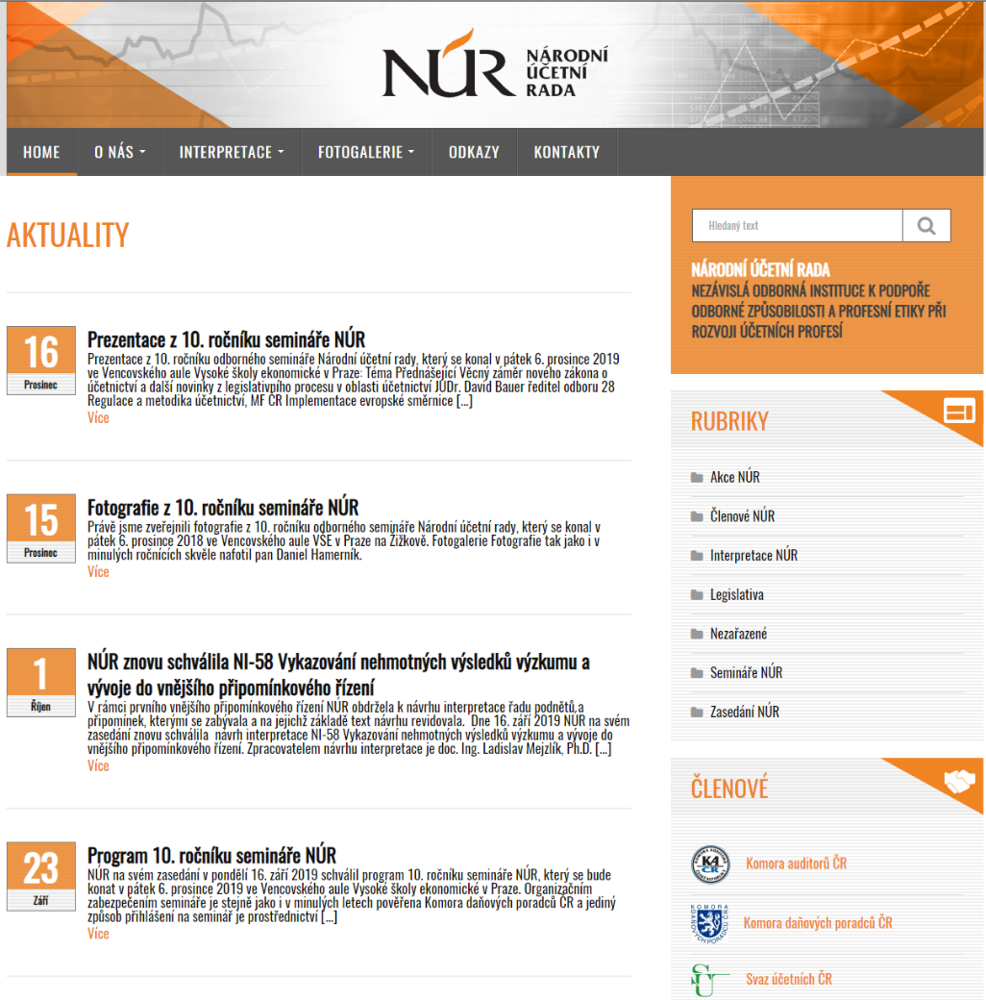 NÚR NÁRODNÍ
ÚČETNÍ
RADA
HOME O NÁS INTERPRETACE FOTOGALERIE ODKAZY KONTAKTY
AKTUALITY
16
Prosinec
Prezentace z 10. ročníku semináře NÚR
Prezentace z 10. ročníku odborného semináře Národní účetní rady, který se konal v pátek 6. prosince 2019
ve Vencovského aule Vysoké školy ekonomické v Praze: Téma Přednášející Věcný záměr nového zákona o
účetnictví a další novinky z legislativního procesu v oblasti účetnictví JUDr. David Bauer ředitel odboru 28
Regulace a metodika účetnictví, MF ČR Implementace evropské směrnice [...]
Více
15
Prosinec
Fotografie z 10. ročníku semináře NÚR
Právě jsme zveřejnili fotografie z 10. ročníku odborného semináře Národní účetní rady, který se konal v
pátek 6. prosince 2018 ve Vencovského aule VŠE v Praze na Žižkově. Fotogalerie Fotografie tak jako i v
minulých ročnících skvěle nafotil pan Daniel Hamerník.
Více
1
Říjen
NÚR znovu schválila NI-58 Vykazování nehmotných výsledků výzkumu a
vývoje do vnějšího připomínkového řízení
V rámci prvního vnějšího připomínkového řízení NÚR obdržela k návrhu interpretace řadu podnětů,a
připomínek, kterými se zabývala a na jejichž základě text návrhu revidovala. Dne 16. září 2019 NÚR na svém
zasedání znovu schválila návrh interpretace NI-58 Vykazování nehmotných výsledků výzkumu a vývoje do
vnějšího připomínkového řízení. Zpracovatelem návrhu interpretace je doc. Ing. Ladislav Mejzlík, Ph.D. [...]
Více
23
Září
Program 10. ročníku semináře NÚR
NÚR na svém zasedání v pondělí 16. září 2019 schválil program 10. ročníku semináře NÚR, který se bude
konat v pátek 6. prosince 2019 ve Vencovského aule Vysoké školy ekonomické v Praze. Organizačním
zabezpečením semináře je stejně jako i v minulých letech pověřena Komora daňových poradců ČR a jediný
způsob přihlášení na seminář je prostřednictví [...]
Více
Hledaný text
NÁRODNÍ ÚČETNÍ RADA
NEZÁVISLÁ ODBORNÁ INSTITUCE K PODPOŘE
ODBORNÉ ZPŮSOBILOSTI A PROFESNÍ ETIKY PŘI
ROZVOJI ÚČETNÍCH PROFESÍ
RUBRIKY
Akce NÚR
Členové NÚR
Interpretace NÚR
Legislativa
Nezařazené
Semináře NÚR
Zasedání NÚR
ČLENOVÉ
KA
ČR
Komora auditorů ČR
Komora daňových poradců ČR
Svaz účetních ČR